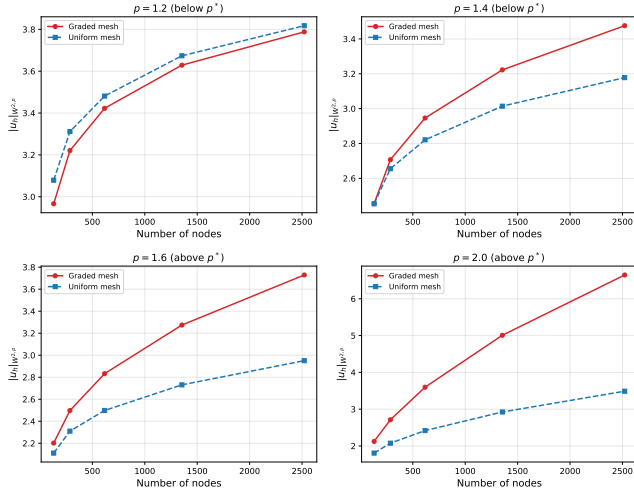 p = 1.2 (below p*)
Graded mesh
Uniform mesh
3.8
3.6
3.4
3.2
3.0
|u_h|_{W^{2,p}}
500 1000 1500 2000 2500
Number of nodes
p = 1.4 (below p*)
Graded mesh
Uniform mesh
3.4
3.2
3.0
2.8
2.6
|u_h|_{W^{2,p}}
500 1000 1500 2000 2500
Number of nodes
p = 1.6 (above p*)
Graded mesh
Uniform mesh
3.8
3.6
3.4
3.2
3.0
2.8
2.6
2.4
2.2
|u_h|_{W^{2,p}}
500 1000 1500 2000 2500
Number of nodes
p = 2.0 (above p*)
Graded mesh
Uniform mesh
6
5
4
3
2
|u_h|_{W^{2,p}}
500 1000 1500 2000 2500
Number of nodes